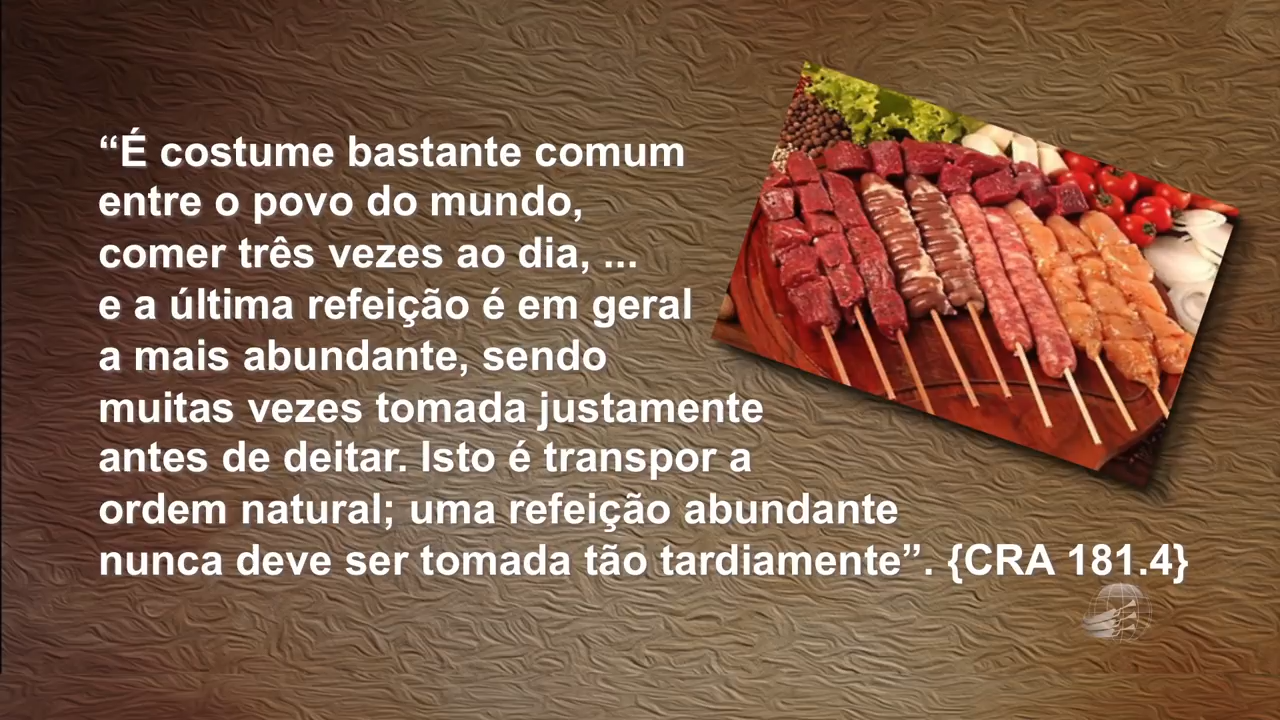 “É costume bastante comum
entre o povo do mundo,
comer três vezes ao dia, ...
e a última refeição é em geral
a mais abundante, sendo
muitas vezes tomada justamente
antes de deitar. Isto é transpor a
ordem natural; uma refeição abundante
nunca deve ser tomada tão tardiamente”. {CRA 181.4}